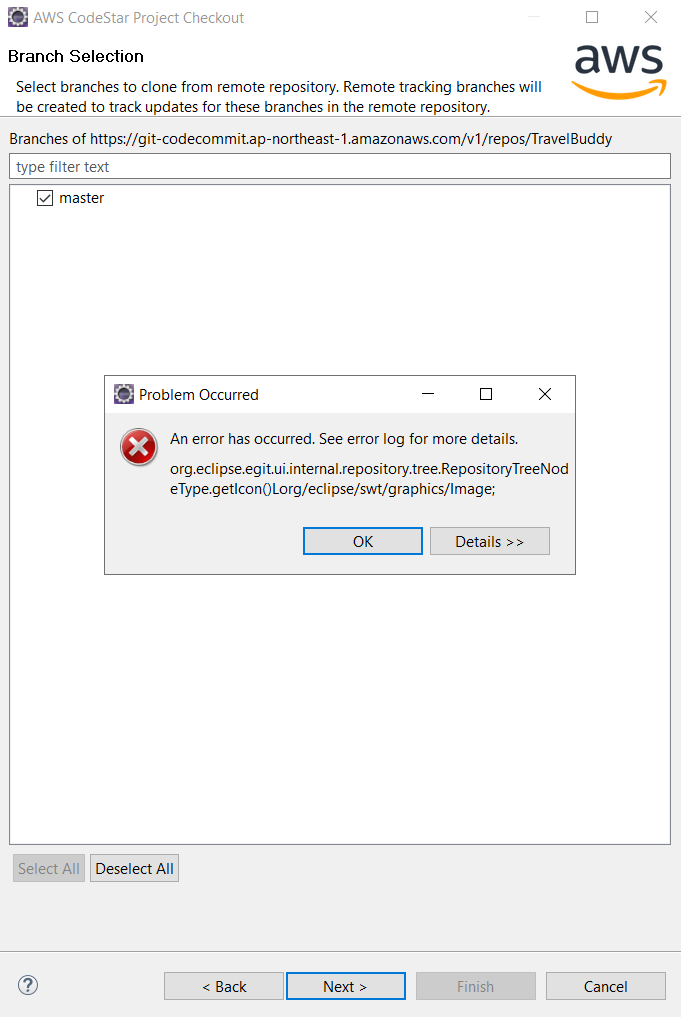 AWS CodeStar Project Checkout
Branch Selection
aws
Select branches to clone from remote repository. Remote tracking branches will
be created to track updates for these branches in the remote repository.
Branches of https://git-codecommit.ap-northeast-1.amazonaws.com/v1/repos/TravelBuddy
type filter text
master
Problem Occurred
An error has occurred. See error log for more details.
org.eclipse.egit.ui.internal.repository.tree.RepositoryTreeNod
eType.getIcon()Lorg/eclipse/swt/graphics/Image;
OK Details >>
Select All Deselect All
? < Back Next > Finish Cancel